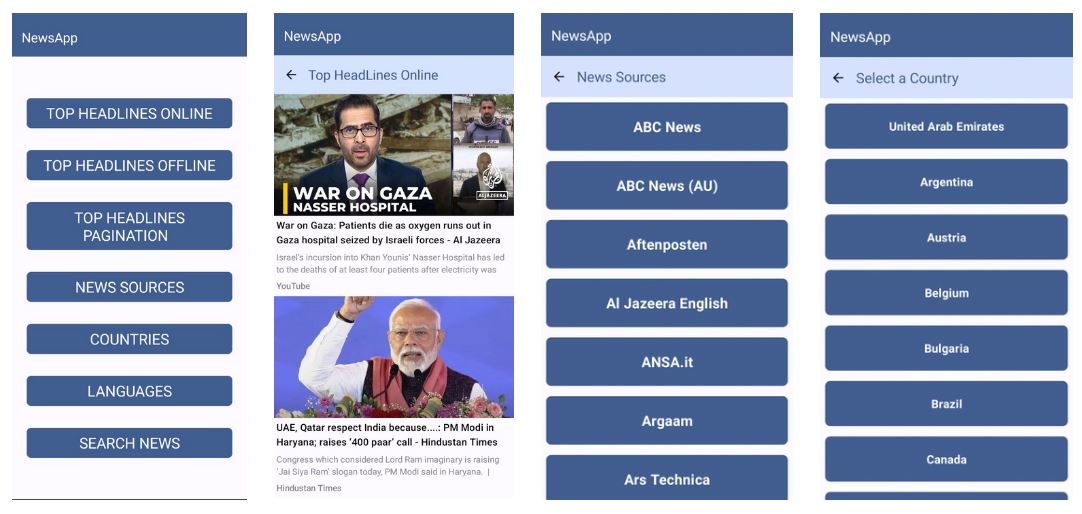 NewsApp
TOP HEADLINES ONLINE
TOP HEADLINES OFFLINE
TOP HEADLINES
PAGINATION
NEWS SOURCES
COUNTRIES
LANGUAGES
SEARCH NEWS
NewsApp
Top HeadLines Online
WAR ON GAZA
NASSER HOSPITAL
ALJAZEERA
War on Gaza: Patients die as oxygen runs out in
Gaza hospital seized by Israeli forces - Al Jazeera
Israel's incursion into Khan Younis' Nasser Hospital has led
to the deaths of at least four patients after electricity was
YouTube
UAE, Qatar respect India because....: PM Modi in
Haryana; raises '400 paar' call - Hindustan Times
Congress which considered Lord Ram imaginary is raising
'Jai Siya Ram' slogan today, PM Modi said in Haryana. |
Hindustan Times
NewsApp
News Sources
ABC News
ABC News (AU)
Aftenposten
Al Jazeera English
ANSA.it
Argaam
Ars Technica
NewsApp
Select a Country
United Arab Emirates
Argentina
Austria
Belgium
Bulgaria
Brazil
Canada